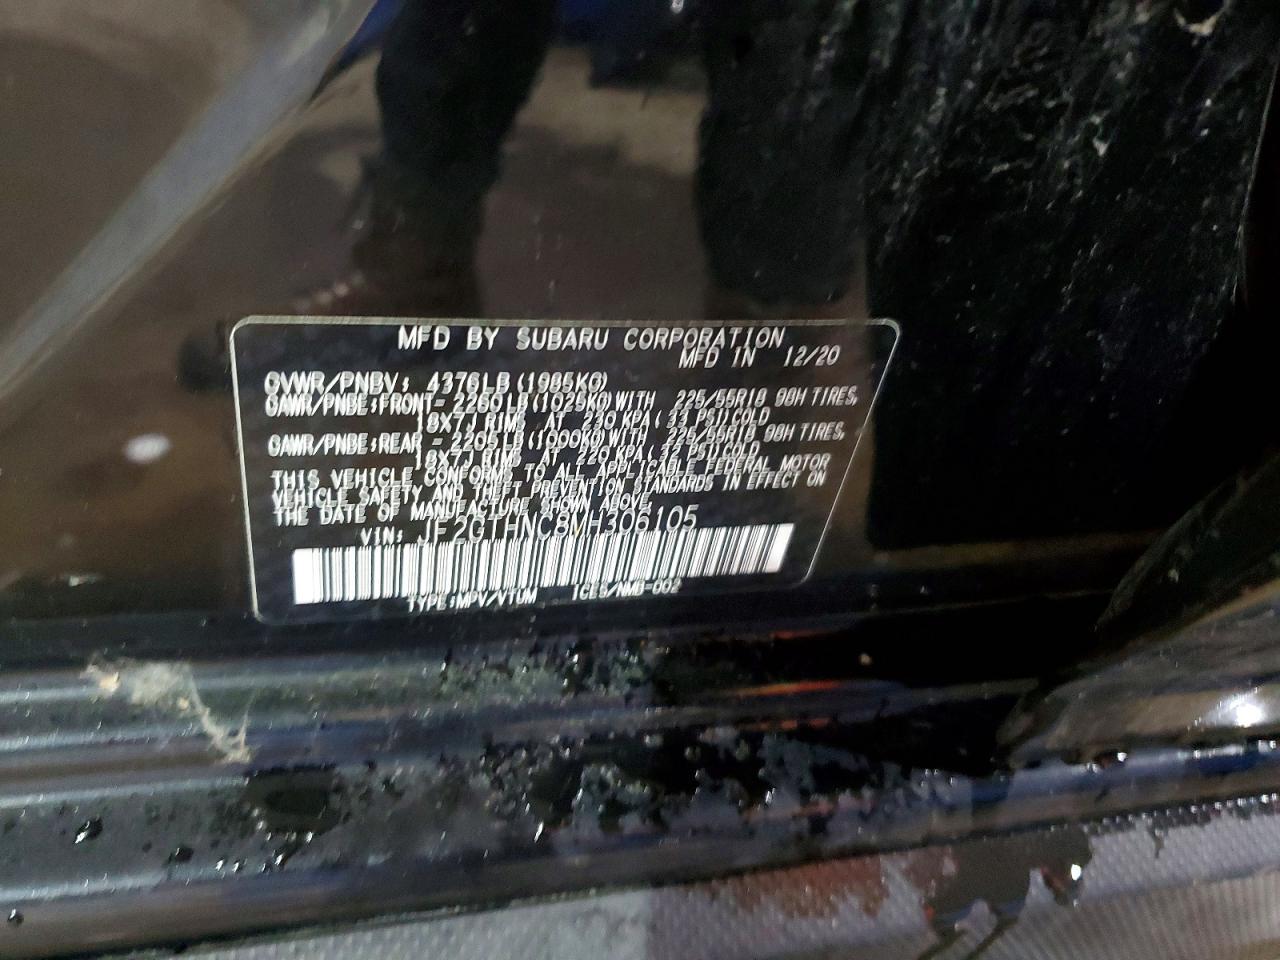 MFD BY SUBARU CORPORATION
MFD IN 12/20
GVWR/PNBV: 4376LB(1985KG)
GAWR/PNBE:FRONT- 2260LB(1025KG)WITH 225/55R18 98H TIRES,
18X7J RIMS AT 230 KPA(33 PSI)COLD
GAWR/PNBE:REAR - 2205LB(1000KG)WITH 225/55R18 98H TIRES,
18X7J RIMS AT 220 KPA(32 PSI)COLD
THIS VEHICLE CONFORMS TO ALL APPLICABLE FEDERAL MOTOR
VEHICLE SAFETY AND THEFT PREVENTION STANDARDS IN EFFECT ON
THE DATE OF MANUFACTURE SHOWN ABOVE.
VIN: JF2GTHNC8MH306105
TYPE:MPV/VTUM ICES/NMB-002